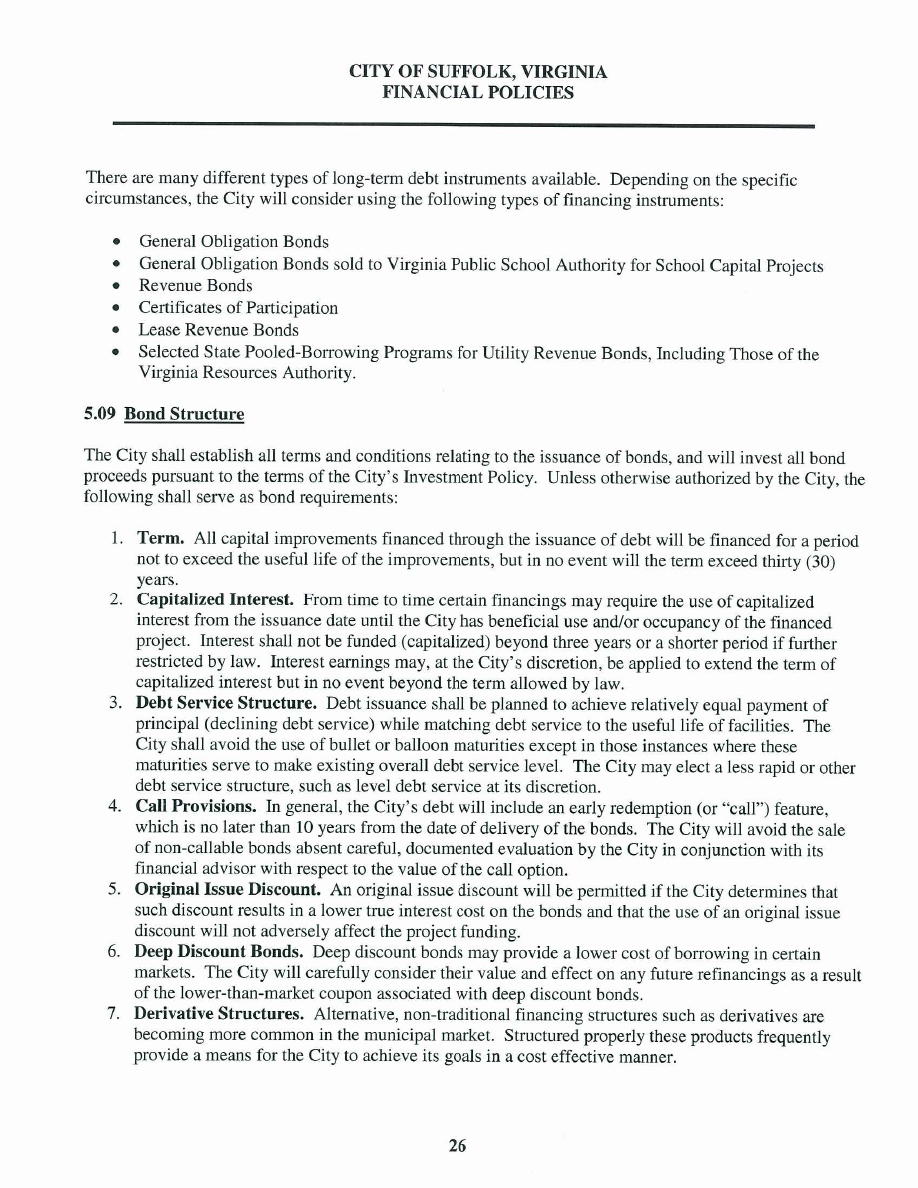 CITY OF SUFFOLK, VIRGINIA
FINANCIAL POLICIES
There are many different types of long-term debt instruments available. Depending on the specific
circumstances, the City will consider using the following types of financing instruments:
• General Obligation Bonds
• General Obligation Bonds sold to Virginia Public School Authority for School Capital Projects
• Revenue Bonds
• Certificates of Participation
• Lease Revenue Bonds
• Selected State Pooled-Borrowing Programs for Utility Revenue Bonds, Including Those of the
Virginia Resources Authority.
5.09 Bond Structure
The City shall establish all terms and conditions relating to the issuance of bonds, and will invest all bond
proceeds pursuant to the terms of the City's Investment Policy. Unless otherwise authorized by the City, the
following shall serve as bond requirements:
1. Term. All capital improvements financed through the issuance of debt will be financed for a period
not to exceed the useful life of the improvements, but in no event will the term exceed thirty (30)
years.
2. Capitalized Interest. From time to time certain financings may require the use of capitalized
interest from the issuance date until the City has beneficial use and/or occupancy of the financed
project. Interest shall not be funded (capitalized) beyond three years or a shorter period if further
restricted by law. Interest earnings may, at the City's discretion, be applied to extend the term of
capitalized interest but in no event beyond the term allowed by law.
3. Debt Service Structure. Debt issuance shall be planned to achieve relatively equal payment of
principal (declining debt service) while matching debt service to the useful life of facilities. The
City shall avoid the use of bullet or balloon maturities except in those instances where these
maturities serve to make existing overall debt service level. The City may elect a less rapid or other
debt service structure, such as level debt service at its discretion.
4. Call Provisions. In general, the City's debt will include an early redemption (or “call”) feature,
which is no later than 10 years from the date of delivery of the bonds. The City will avoid the sale
of non-callable bonds absent careful, documented evaluation by the City in conjunction with its
financial advisor with respect to the value of the call option.
5. Original Issue Discount. An original issue discount will be permitted if the City determines that
such discount results in a lower true interest cost on the bonds and that the use of an original issue
discount will not adversely affect the project funding.
6. Deep Discount Bonds. Deep discount bonds may provide a lower cost of borrowing in certain
markets. The City will carefully consider their value and effect on any future refinancings as a result
of the lower-than-market coupon associated with deep discount bonds.
7. Derivative Structures. Alternative, non-traditional financing structures such as derivatives are
becoming more common in the municipal market. Structured properly these products frequently
provide a means for the City to achieve its goals in a cost effective manner.
26